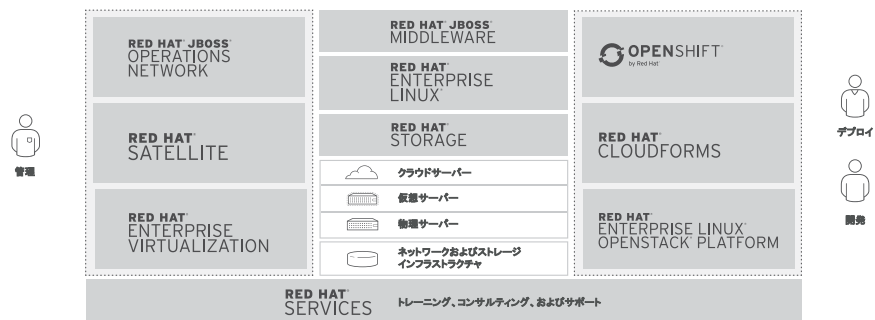 管理
RED HAT® JBOSS®
OPERATIONS
NETWORK
RED HAT®
SATELLITE
RED HAT®
ENTERPRISE
VIRTUALIZATION
RED HAT® JBOSS®
MIDDLEWARE
RED HAT®
ENTERPRISE
LINUX®
RED HAT®
STORAGE
クラウドサーバー
仮想サーバー
物理サーバー
ネットワークおよびストレージ
インフラストラクチャ
OPENSHIFT™
by Red Hat®
RED HAT®
CLOUDFORMS
RED HAT®
ENTERPRISE LINUX®
OPENSTACK® PLATFORM
デプロイ
開発
RED HAT®
SERVICES
トレーニング、コンサルティング、およびサポート